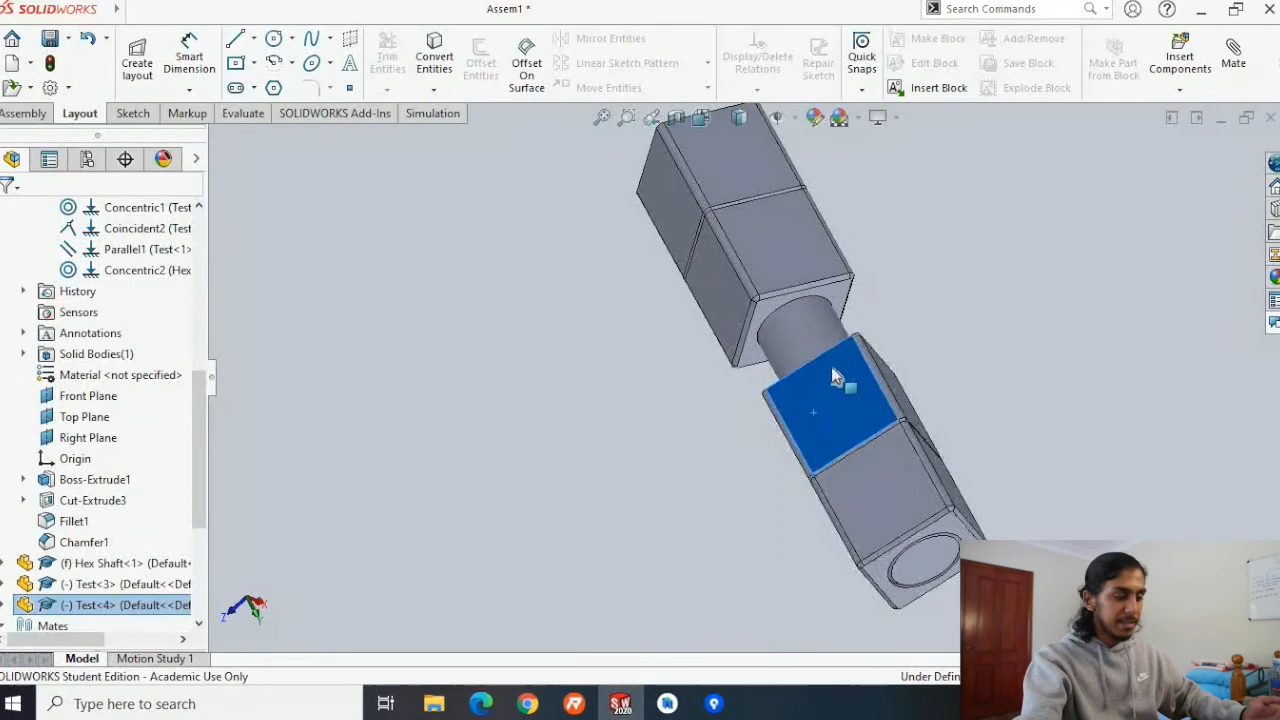 SOLIDWORKS
Assem1 *
Search Commands
Create layout
Smart Dimension
Trim Entities
Convert Entities
Offset Entities
Offset On Surface
Mirror Entities
Linear Sketch Pattern
Move Entities
Display/Delete Relations
Repair Sketch
Quick Snaps
Make Block
Edit Block
Insert Block
Add/Remove
Save Block
Explode Block
Make Part from Block
Insert Components
Mate
Assembly
Layout
Sketch
Markup
Evaluate
SOLIDWORKS Add-Ins
Simulation
Concentric1 (Test
Coincident2 (Test
Parallel1 (Test<1>
Concentric2 (Hex
History
Sensors
Annotations
Solid Bodies(1)
Material <not specified>
Front Plane
Top Plane
Right Plane
Origin
Boss-Extrude1
Cut-Extrude3
Fillet1
Chamfer1
(f) Hex Shaft<1> (Default<
(-) Test<3> (Default<<Def
(-) Test<4> (Default<<Def
Mates
Z
X
Y
Model
Motion Study 1
OLIDWORKS Student Edition - Academic Use Only
Under Defin
Type here to search
SW
2020